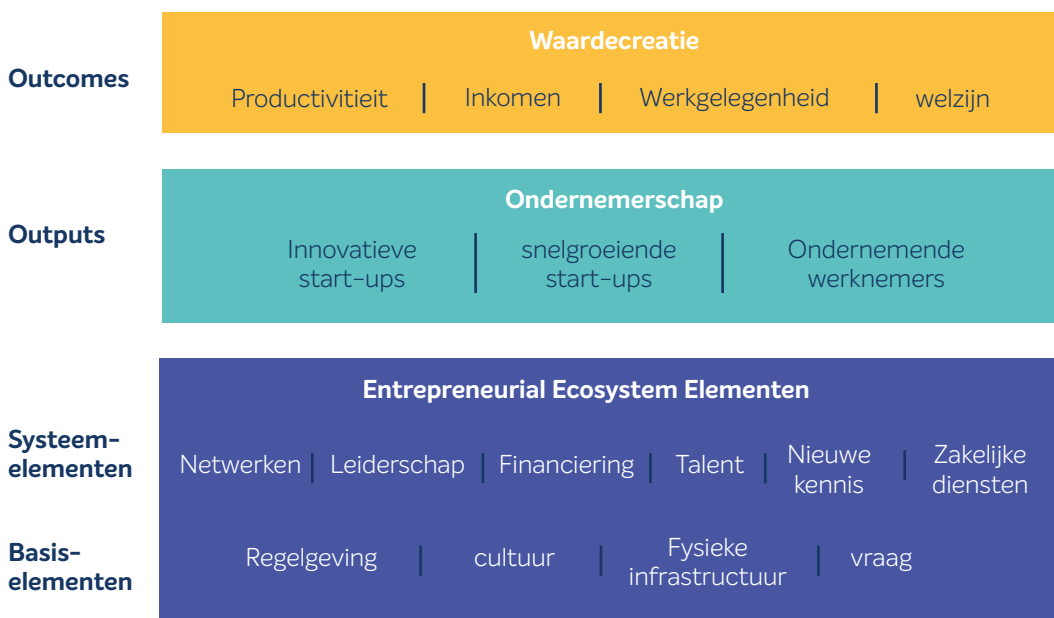 Waardecreatie
Outcomes
Productivitieit | Inkomen | Werkgelegenheid | welzijn
Ondernemerschap
Outputs
Innovatieve
start-ups
snelgroeiende
start-ups
Ondernemende
werknemers
Entrepreneurial Ecosystem Elementen
Systeem-
elementen
Netwerken | Leiderschap | Financiering | Talent |
Nieuwe
kennis
Zakelijke
diensten
Basis-
elementen
Regelgeving | cultuur |
Fysieke
infrastructuur
vraag